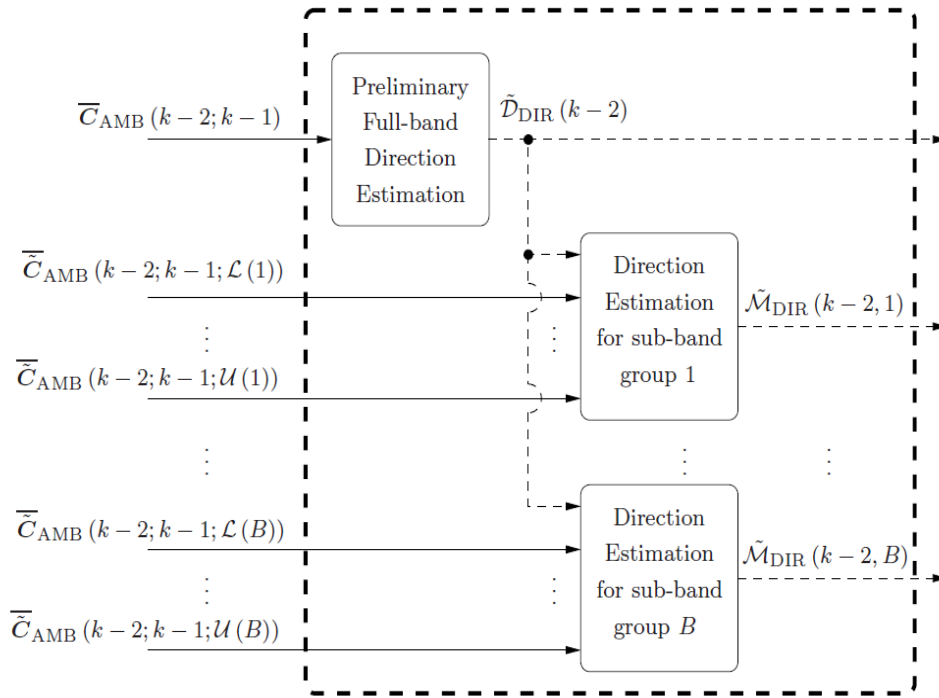 Preliminary
Full-band
Direction
Estimation
C̅_AMB (k − 2; k − 1)
𝒟̃_DIR (k − 2)
C̃̅_AMB (k − 2; k − 1; ℒ(1))
⋮ ⋮
C̃̅_AMB (k − 2; k − 1; 𝒰(1))
Direction
Estimation
for sub-band
group 1
ℳ̃_DIR (k − 2, 1)
⋮ ⋮ ⋮
C̃̅_AMB (k − 2; k − 1; ℒ(B))
⋮ ⋮
C̃̅_AMB (k − 2; k − 1; 𝒰(B))
Direction
Estimation
for sub-band
group B
ℳ̃_DIR (k − 2, B)